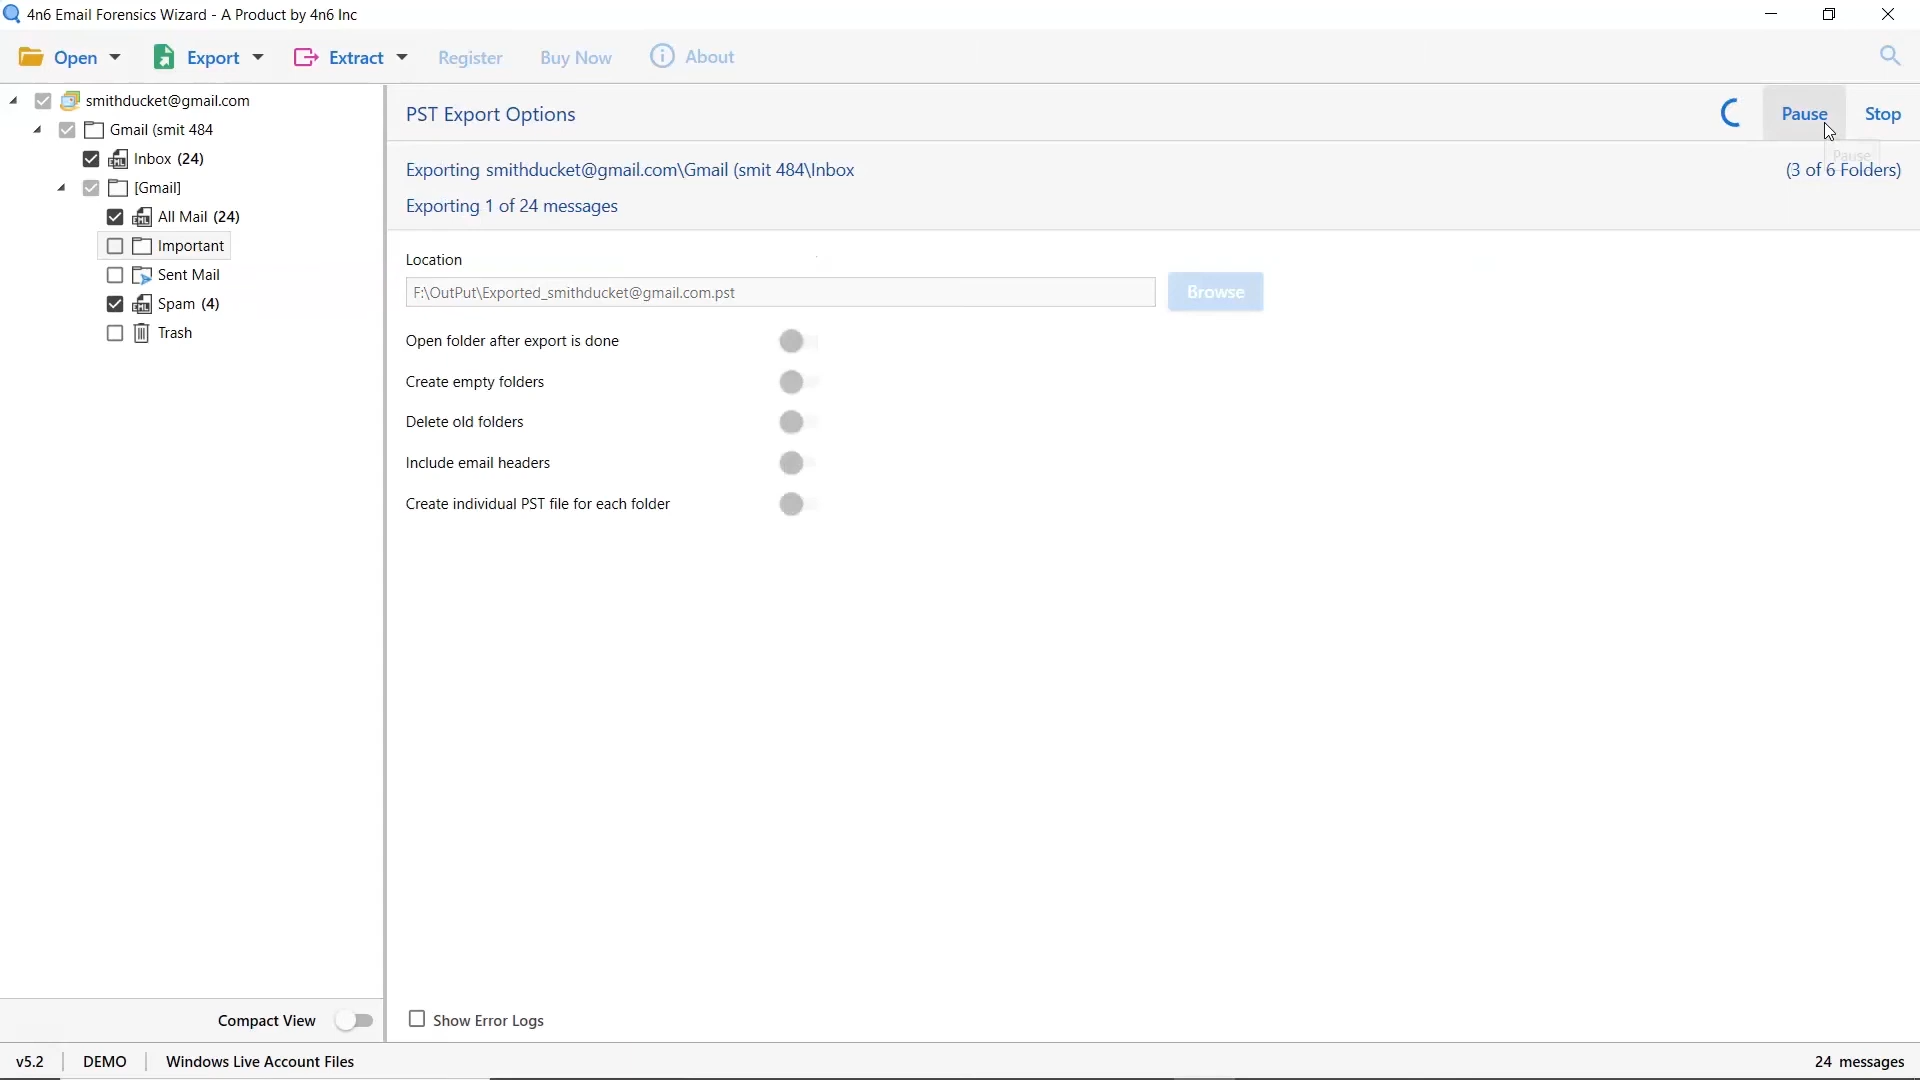 4n6 Email Forensics Wizard - A Product by 4n6 Inc
Open Export Extract Register Buy Now About
smithducket@gmail.com
Gmail (smit 484
Inbox (24)
[Gmail]
All Mail (24)
Important
Sent Mail
Spam (4)
Trash
PST Export Options
Pause Stop
Pause
Exporting smithducket@gmail.com\Gmail (smit 484\Inbox
(3 of 6 Folders)
Exporting 1 of 24 messages
Location
F:\OutPut\Exported_smithducket@gmail.com.pst
Browse
Open folder after export is done
Create empty folders
Delete old folders
Include email headers
Create individual PST file for each folder
Compact View
Show Error Logs
v5.2 DEMO Windows Live Account Files
24 messages